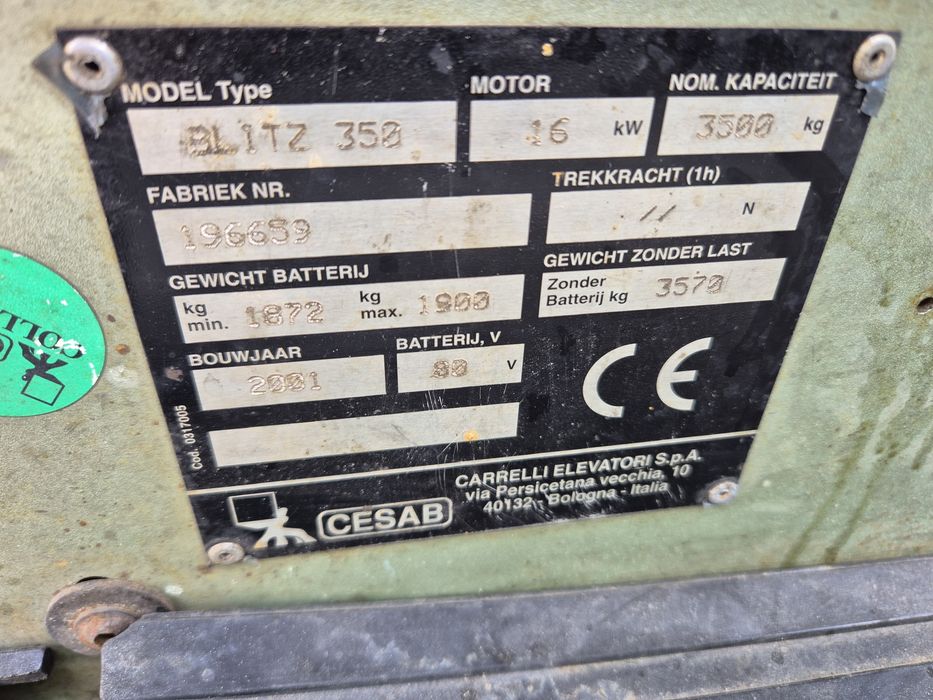 MODEL Type
BLITZ 350
MOTOR
16 kW
NOM. KAPACITEIT
3500 kg
FABRIEK NR.
196659
TREKKRACHT (1h)
// N
GEWICHT BATTERIJ
kg min. 1872 kg max. 1900
GEWICHT ZONDER LAST
Zonder
Batterij kg 3570
BOUWJAAR
2001
BATTERIJ, V
80 V
CE
Cod. 0317005
CESAB
CARRELLI ELEVATORI S.p.A.
via Persicetana vecchia, 10
40132 - Bologna - Italia